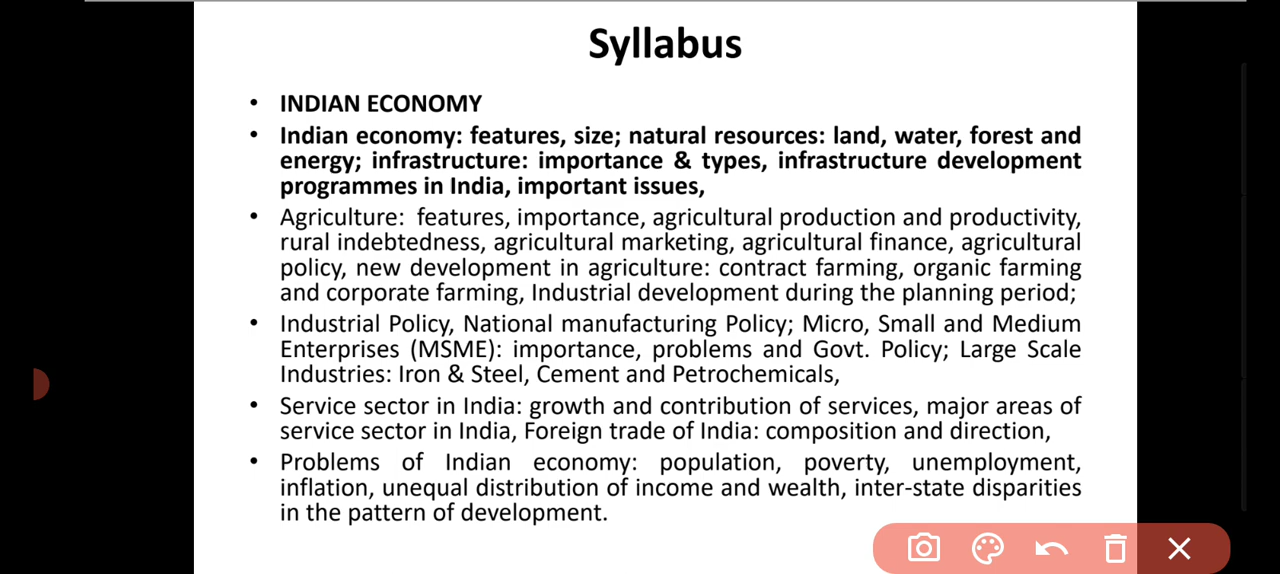 Syllabus
• INDIAN ECONOMY
• Indian economy: features, size; natural resources: land, water, forest and
energy; infrastructure: importance & types, infrastructure development
programmes in India, important issues,
• Agriculture: features, importance, agricultural production and productivity,
rural indebtedness, agricultural marketing, agricultural finance, agricultural
policy, new development in agriculture: contract farming, organic farming
and corporate farming, Industrial development during the planning period;
• Industrial Policy, National manufacturing Policy; Micro, Small and Medium
Enterprises (MSME): importance, problems and Govt. Policy; Large Scale
Industries: Iron & Steel, Cement and Petrochemicals,
• Service sector in India: growth and contribution of services, major areas of
service sector in India, Foreign trade of India: composition and direction,
• Problems of Indian economy: population, poverty, unemployment,
inflation, unequal distribution of income and wealth, inter-state disparities
in the pattern of development.